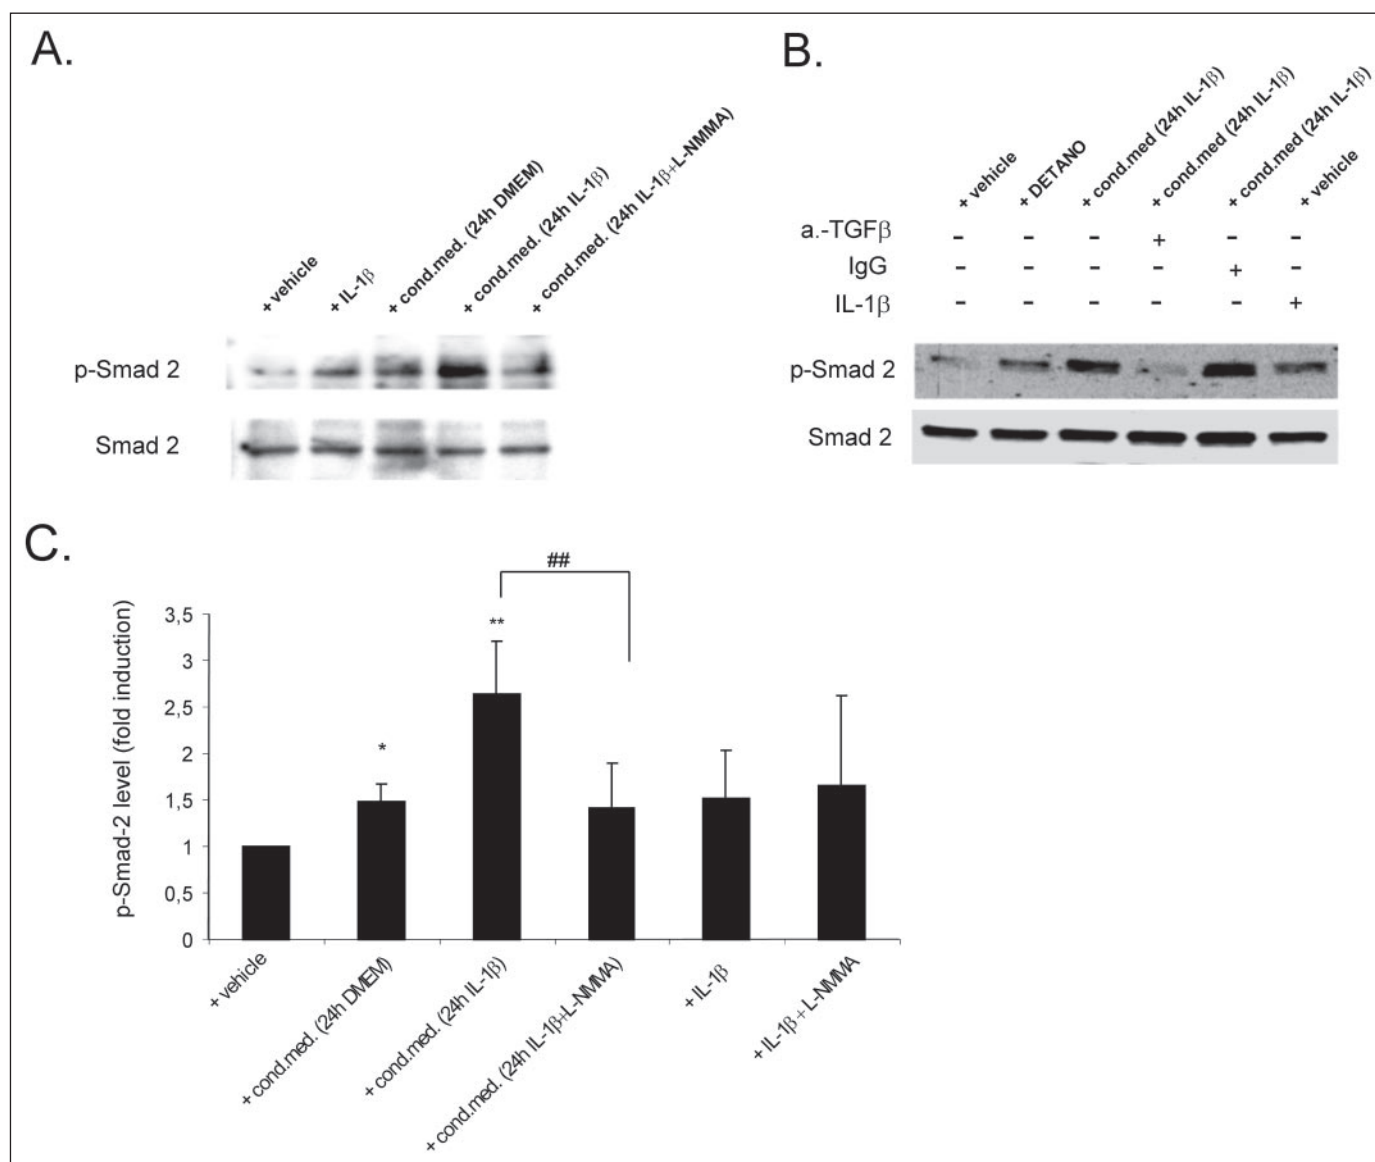 A.
+ vehicle
+ IL-1β
+ cond.med. (24h DMEM)
+ cond.med. (24h IL-1β)
+ cond.med. (24h IL-1β+L-NMMA)
p-Smad 2
Smad 2
B.
+ vehicle
+ DETANO
+ cond.med (24h IL-1β)
+ cond.med (24h IL-1β)
+ cond.med (24h IL-1β)
+ vehicle
a.-TGFβ - - - + - -
IgG - - - - + -
IL-1β - - - - - +
p-Smad 2
Smad 2
C.
##
p-Smad-2 level (fold induction)
3,5
3
2,5
2
1,5
1
0,5
0
*
**
+ vehicle
+ cond.med. (24h DMEM)
+ cond.med. (24h IL-1β)
+ cond.med. (24h IL-1β+L-NMMA)
+ IL-1β
+ IL-1β + L-NMMA